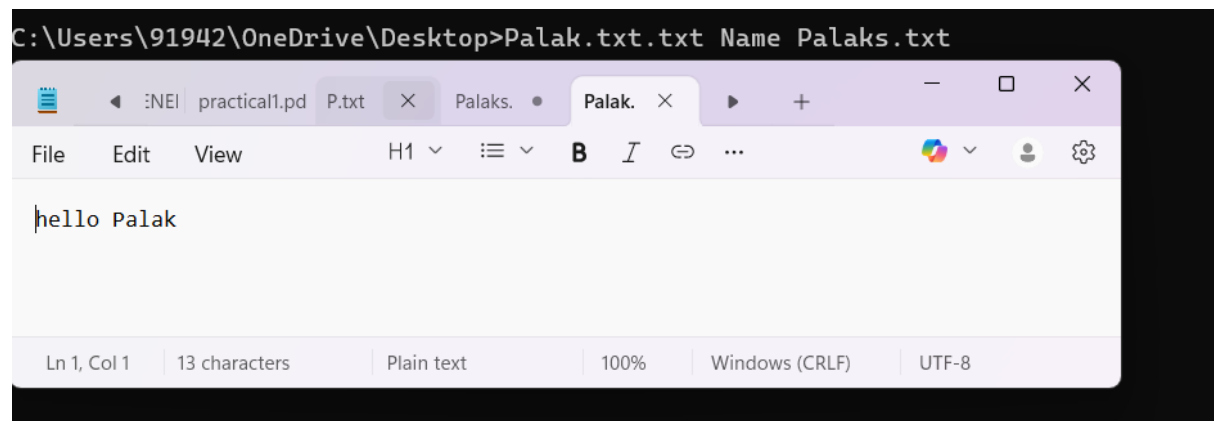 C:\Users\91942\OneDrive\Desktop>Palak.txt.txt Name Palaks.txt
ENEI practical1.pd P.txt Palaks. Palak.
File Edit View H1 B I
hello Palak
Ln 1, Col 1 13 characters Plain text 100% Windows (CRLF) UTF-8